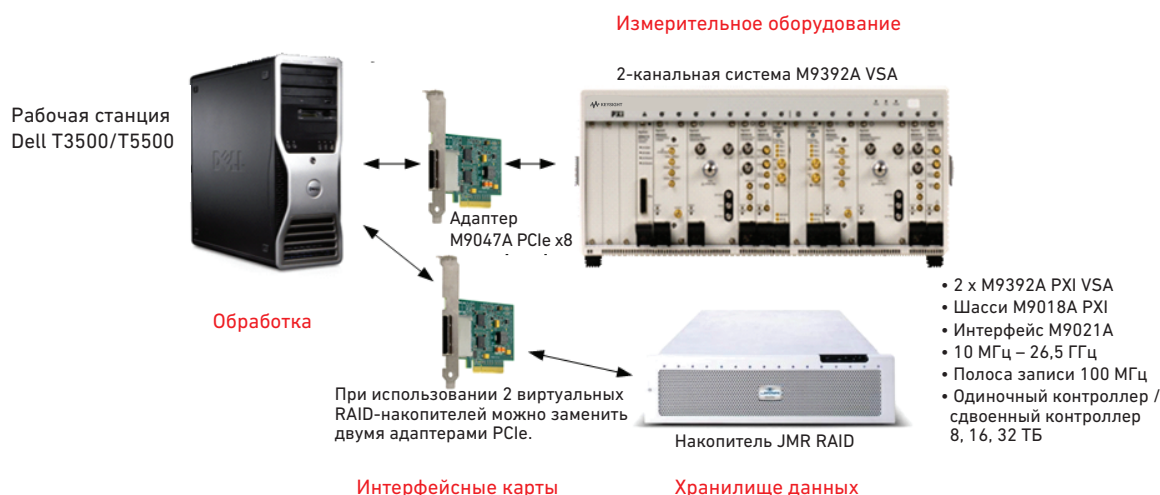 Измерительное оборудование
2-канальная система M9392A VSA
KEYSIGHT
Рабочая станция
Dell T3500/T5500
DELL
Адаптер
M9047A PCIe x8
Обработка
• 2 x M9392A PXI VSA
• Шасси M9018A PXI
• Интерфейс M9021A
• 10 МГц – 26,5 ГГц
• Полоса записи 100 МГц
• Одиночный контроллер /
сдвоенный контроллер
8, 16, 32 ТБ
При использовании 2 виртуальных
RAID-накопителей можно заменить
двумя адаптерами PCIe.
Накопитель JMR RAID
Интерфейсные карты
Хранилище данных